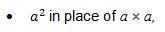 • a² in place of a × a,